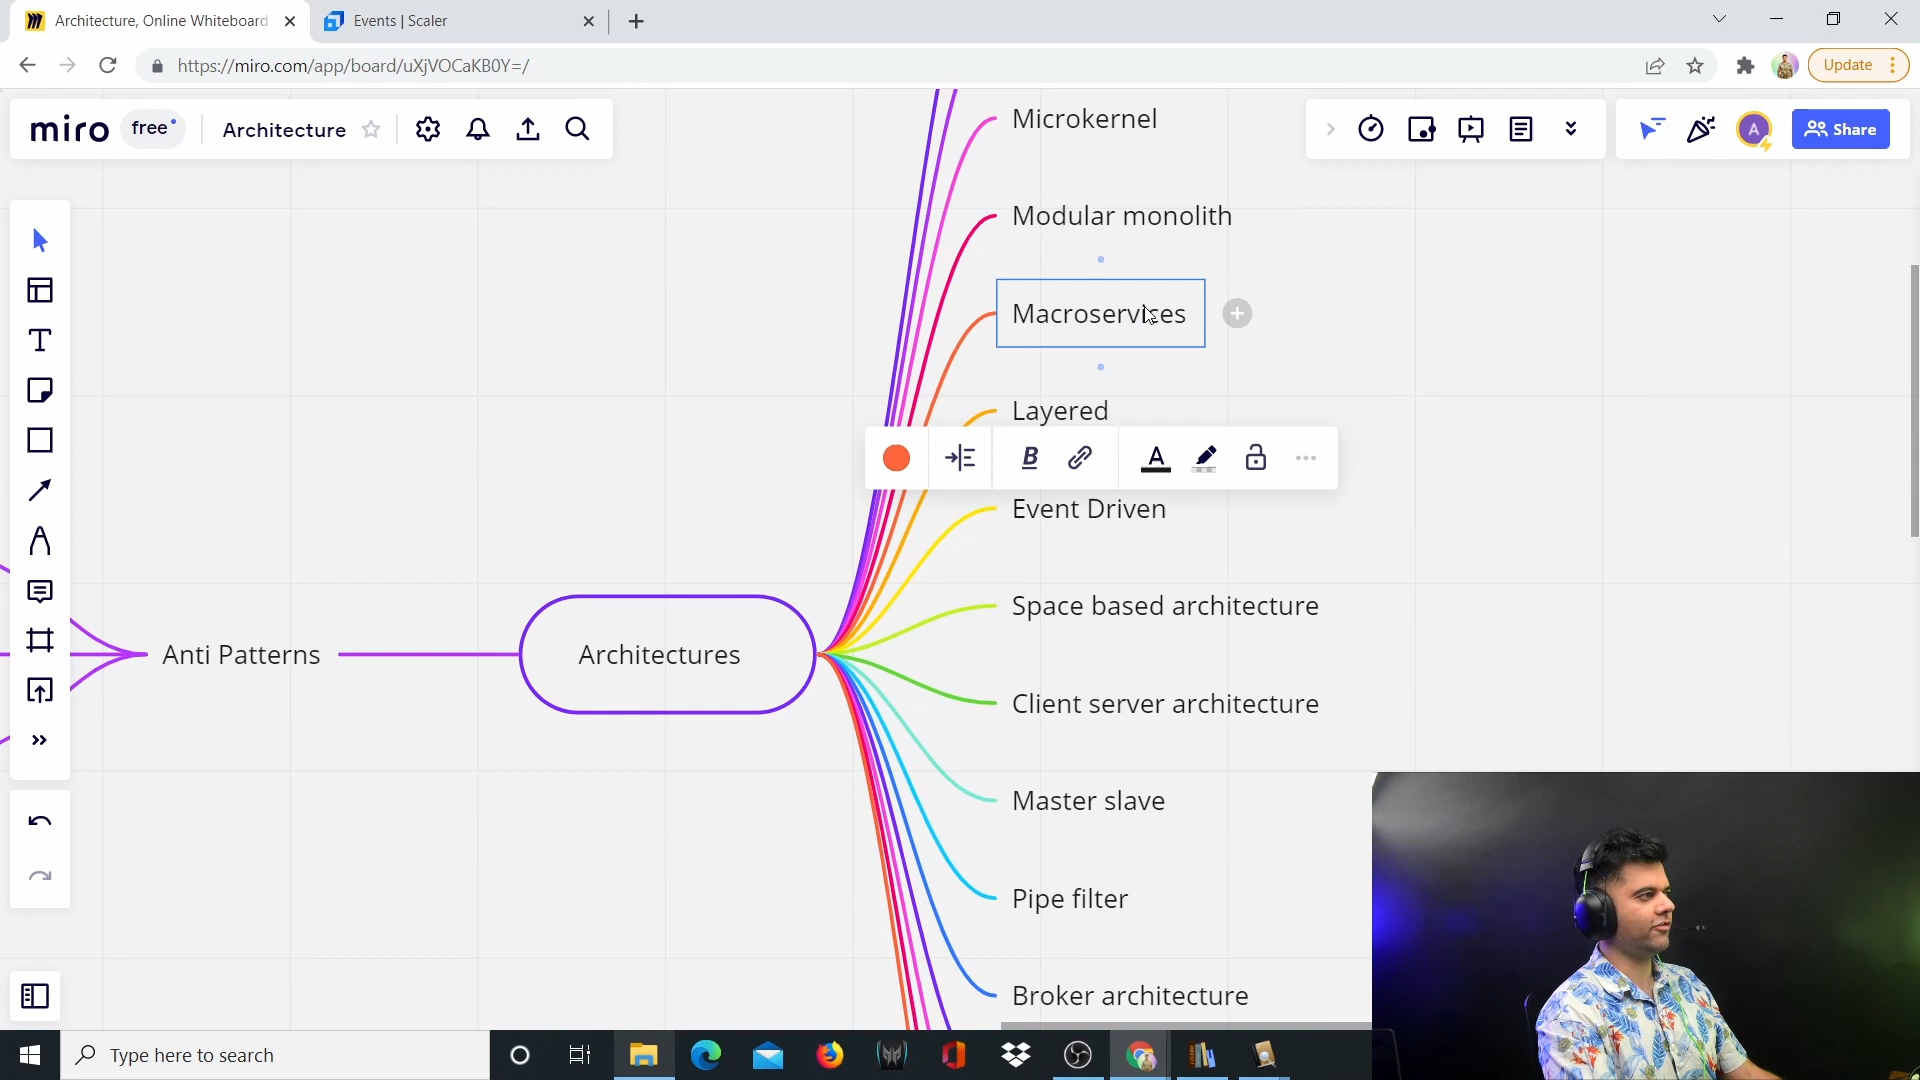 Architecture, Online Whiteboard
Events | Scaler
https://miro.com/app/board/uXjVOCaKB0Y=/
Update
miro
free
Architecture
A
Share
Microkernel
Modular monolith
Macroservices
Layered
B
A
Event Driven
Space based architecture
Anti Patterns
Architectures
Client server architecture
Master slave
Pipe filter
Broker architecture
Type here to search